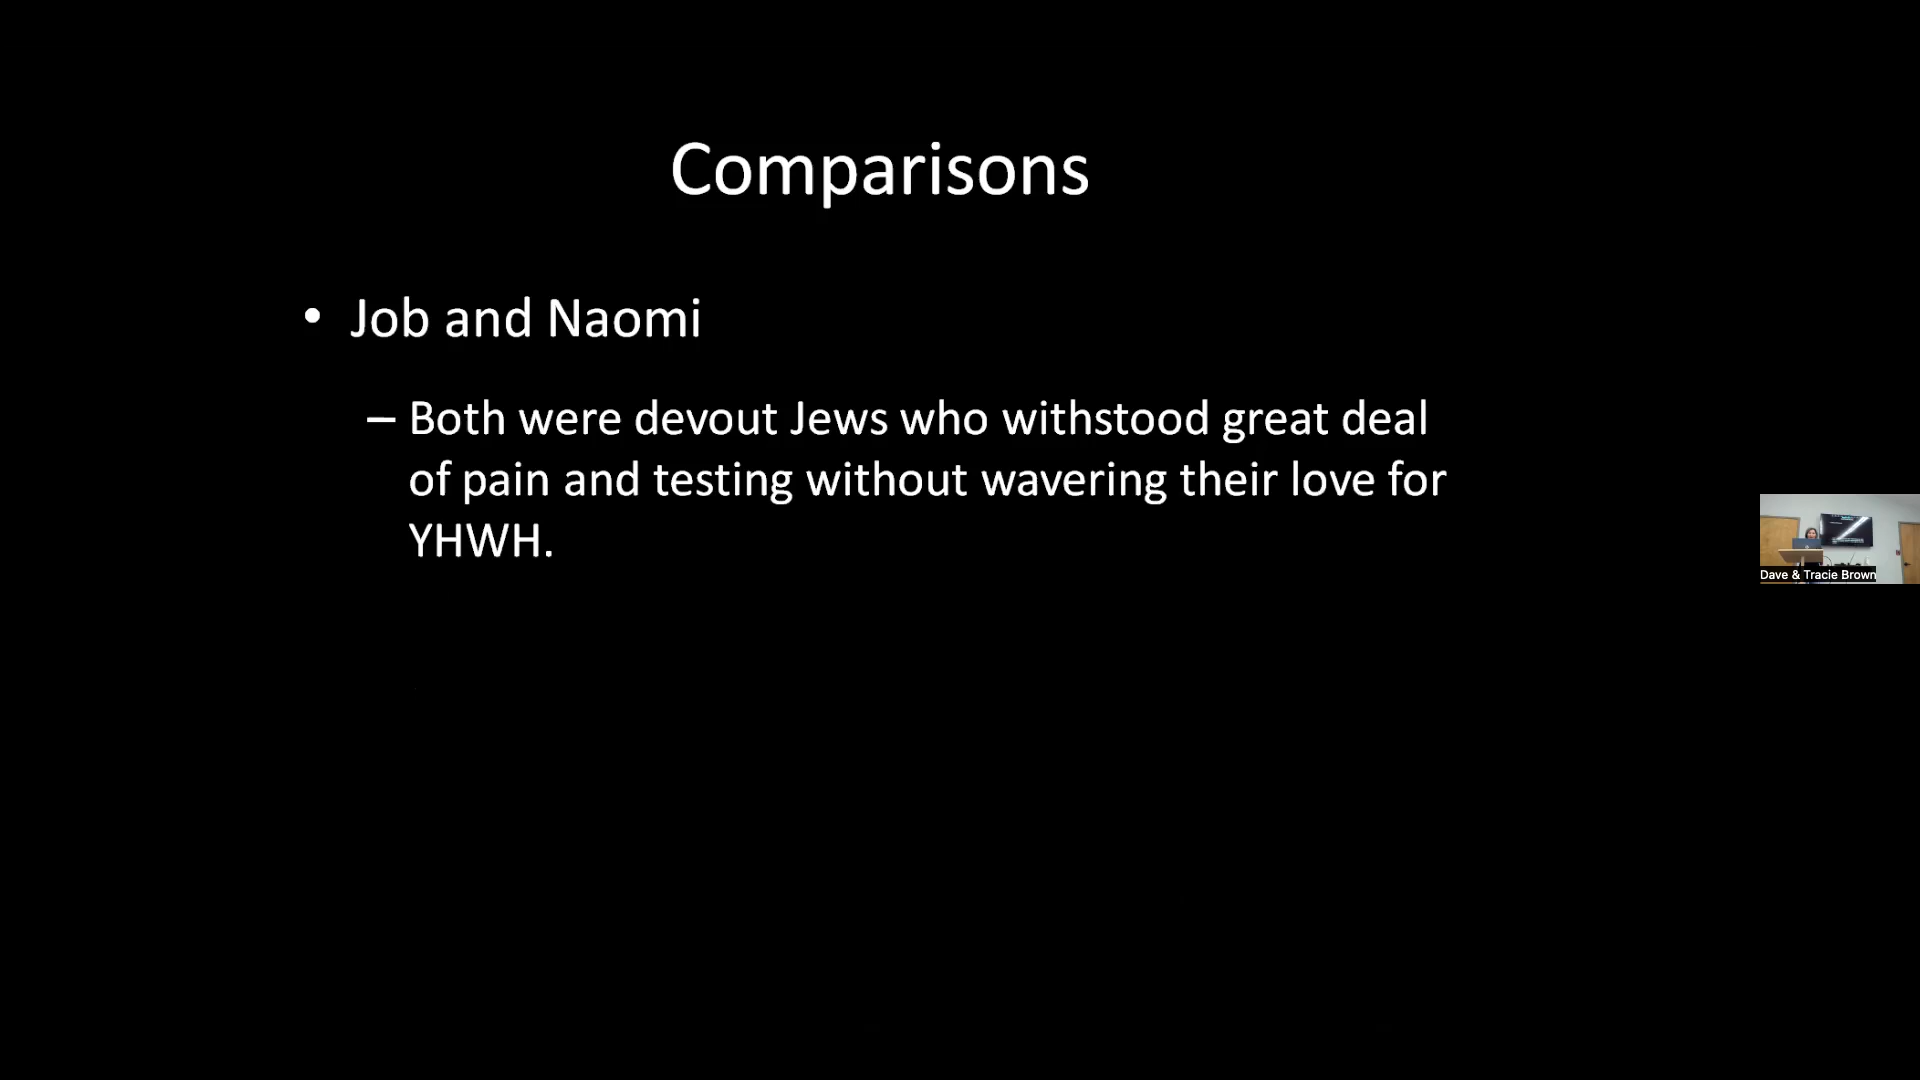 Comparisons
• Job and Naomi
– Both were devout Jews who withstood great deal
of pain and testing without wavering their love for
YHWH.
Dave & Tracie Brown